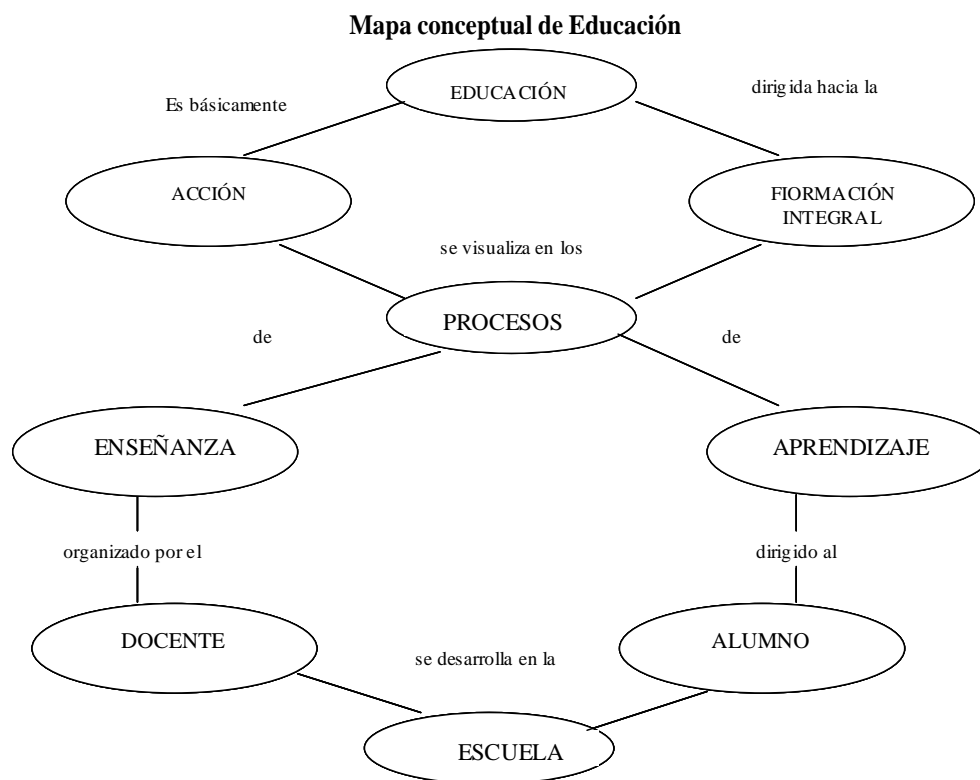 Mapa conceptual de Educación
EDUCACIÓN
Es básicamente
dirigida hacia la
ACCIÓN
FIORMACIÓN
INTEGRAL
se visualiza en los
PROCESOS
de
de
ENSEÑANZA
APRENDIZAJE
organizado por el
dirigido al
DOCENTE
ALUMNO
se desarrolla en la
ESCUELA